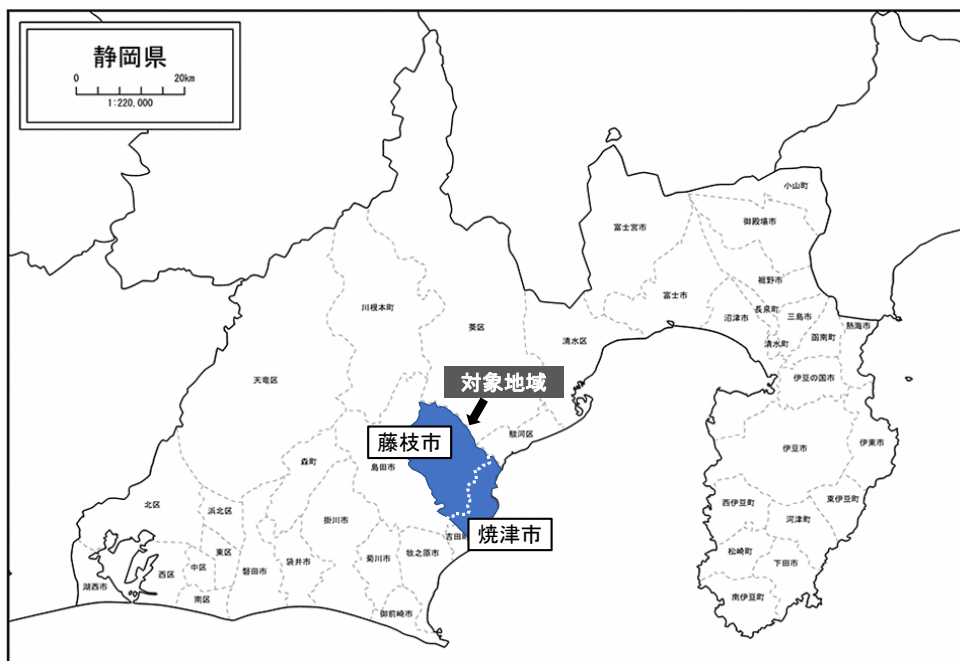 静岡県
0 20km
1:220,000
小山町
御殿場市
富士宮市
裾野市
富士市
長泉町
沼津市
三島市
熱海市
函南町
清水町
川根本町
葵区
清水区
伊豆の国市
天竜区
対象地域
駿河区
藤枝市
伊東市
伊豆市
森町
島田市
北区
浜北区
西伊豆町
東伊豆町
河津町
掛川市
焼津市
吉田町
東区
松崎町
下田市
牧之原市
菊川市
袋井市
磐田市
中区
西区
湖西市
南区
南伊豆町
御前崎市